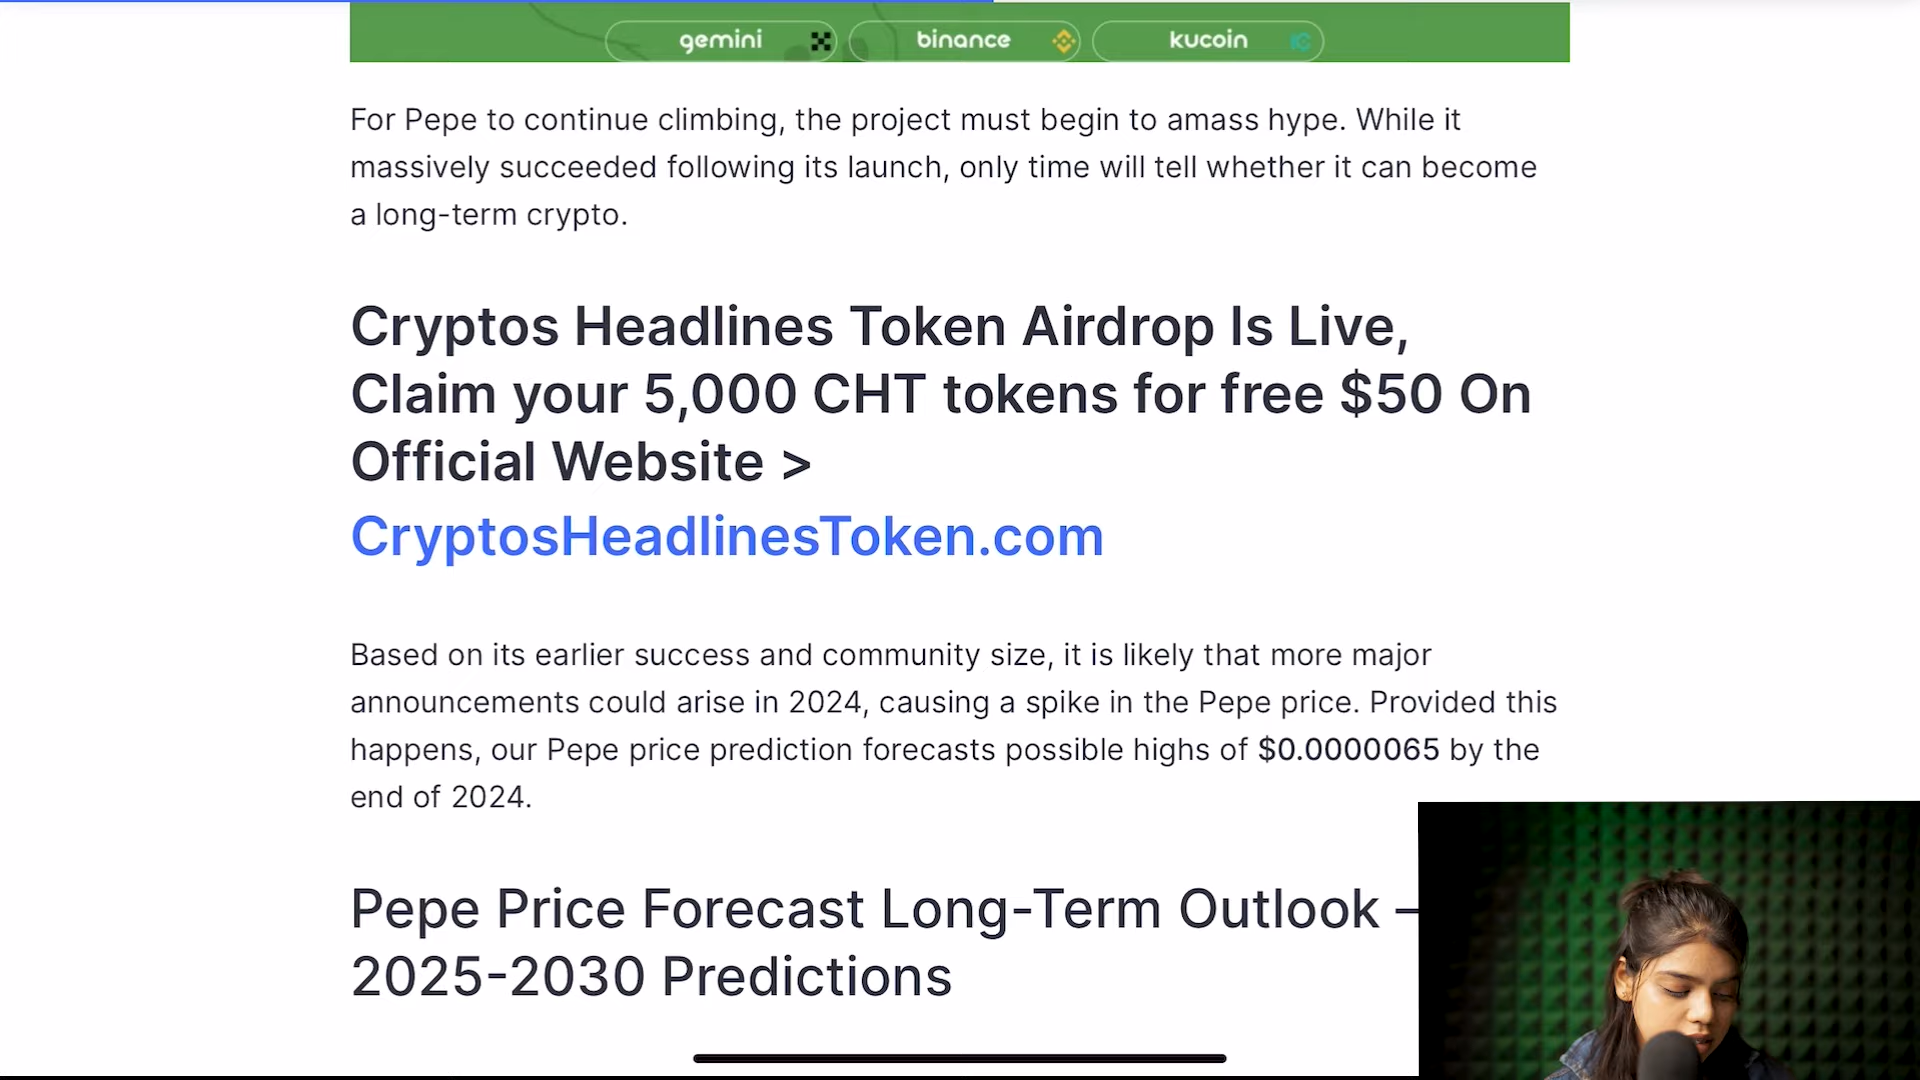 gemini binance kucoin
For Pepe to continue climbing, the project must begin to amass hype. While it
massively succeeded following its launch, only time will tell whether it can become
a long-term crypto.
Cryptos Headlines Token Airdrop Is Live,
Claim your 5,000 CHT tokens for free $50 On
Official Website >
CryptosHeadlinesToken.com
Based on its earlier success and community size, it is likely that more major
announcements could arise in 2024, causing a spike in the Pepe price. Provided this
happens, our Pepe price prediction forecasts possible highs of $0.0000065 by the
end of 2024.
Pepe Price Forecast Long-Term Outlook –
2025-2030 Predictions